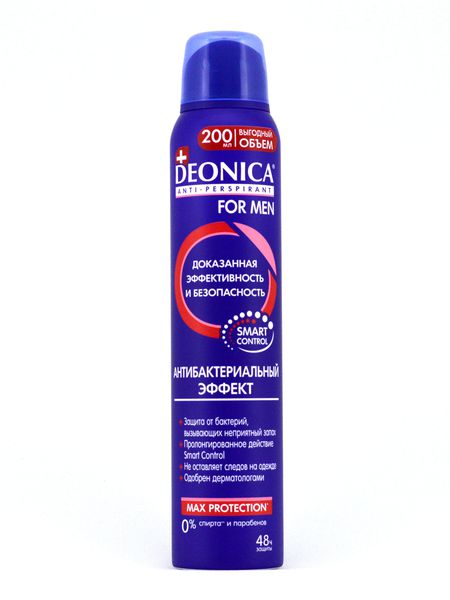 200 МЛ ВЫГОДНЫЙ ОБЪЕМ
DEONICA®
ANTI-PERSPIRANT
FOR MEN
ДОКАЗАННАЯ
ЭФФЕКТИВНОСТЬ
И БЕЗОПАСНОСТЬ
SMART
CONTROL
АНТИБАКТЕРИАЛЬНЫЙ
ЭФФЕКТ
• Защита от бактерий,
вызывающих неприятный запах
• Пролонгированное действие
Smart Control
• Не оставляет следов на одежде
• Одобрен дерматологами
MAX PROTECTION*
0% спирта** и парабенов
48ч
защиты